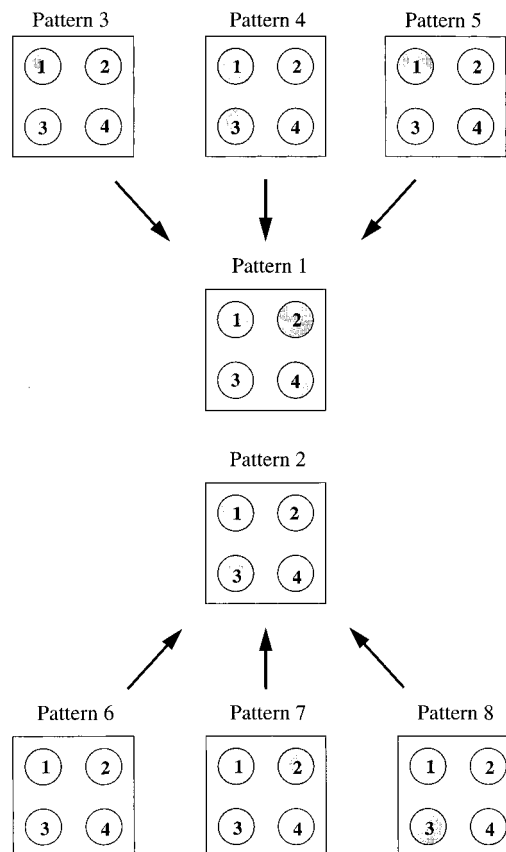 Pattern 3 Pattern 4 Pattern 5
1 2 1 2 1 2
3 4 3 4 3 4
Pattern 1
1 2
3 4
Pattern 2
1 2
3 4
Pattern 6 Pattern 7 Pattern 8
1 2 1 2 1 2
3 4 3 4 3 4